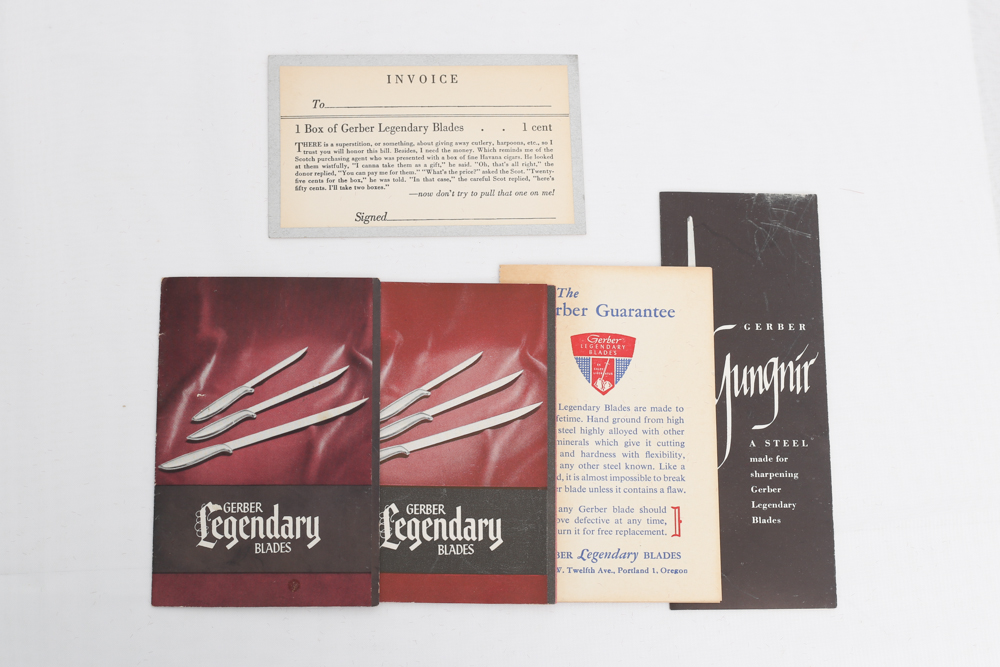 INVOICE
To
1 Box of Gerber Legendary Blades . . 1 cent
THERE is a superstition, or something, about giving away cutlery, harpoons, etc., so I
trust you will honor this bill. Besides, I need the money. Which reminds me of the
Scotch purchasing agent who was presented with a box of fine Havana cigars. He looked
at them wistfully, "I canna take them as a gift," he said. "Oh, that's all right," the
donor replied, "You can pay me for them." "What's the price?" asked the Scot. "Twenty-
five cents for the box," he was told. "In that case," the careful Scot replied, "here's
fifty cents. I'll take two boxes."
—now don't try to pull that one on me!
Signed
GERBER
Legendary
BLADES
GERBER
Legendary
BLADES
The
rber Guarantee
Gerber
LEGENDARY
BLADES
Legendary Blades are made to
fetime. Hand ground from high
steel highly alloyed with other
minerals which give it cutting
and hardness with flexibility,
any other steel known. Like a
d, it is almost impossible to break
r blade unless it contains a flaw.
any Gerber blade should
ove defective at any time,
urn it for free replacement.
BER Legendary BLADES
W. Twelfth Ave., Portland 1, Oregon
GERBER
Gungnir
A STEEL
made for
sharpening
Gerber
Legendary
Blades